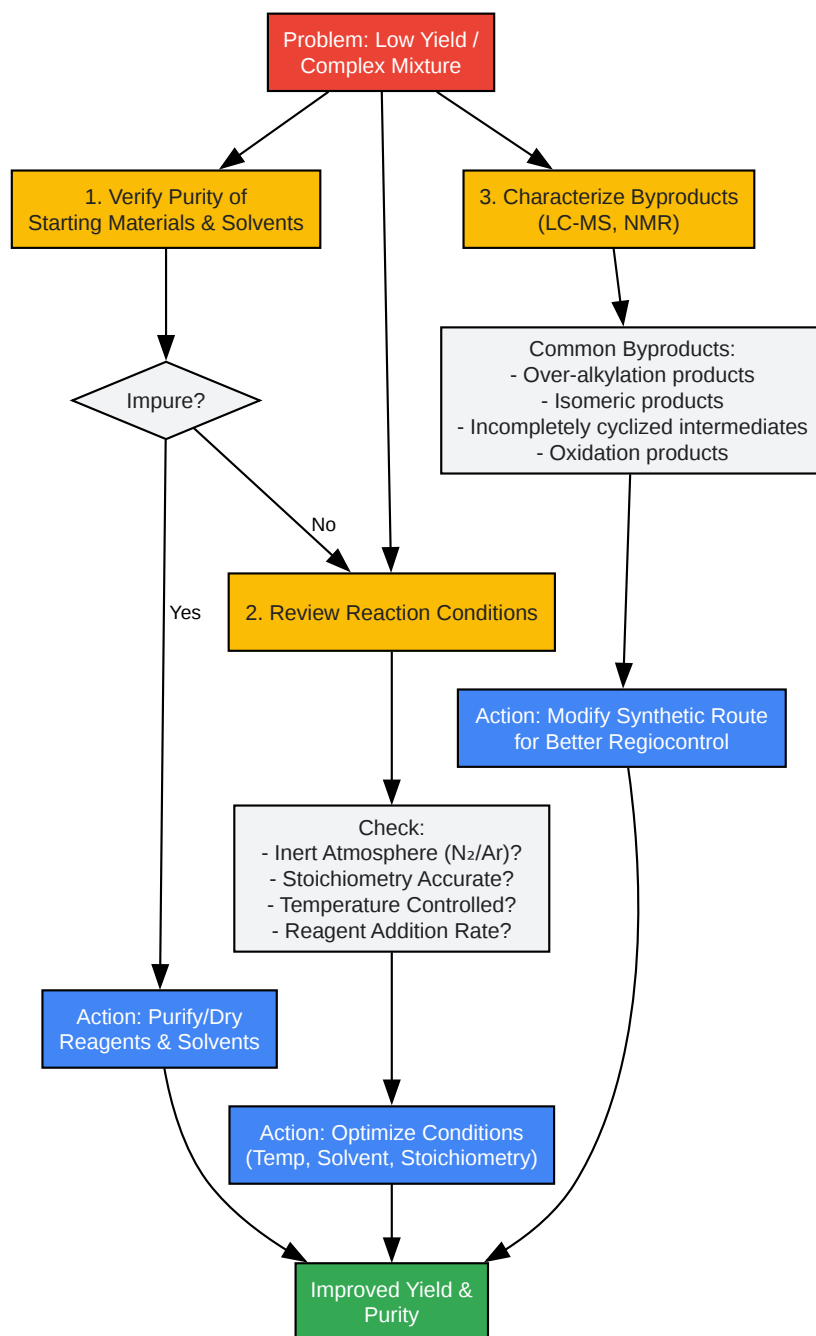 Problem: Low Yield /
Complex Mixture
1. Verify Purity of
Starting Materials & Solvents
3. Characterize Byproducts
(LC-MS, NMR)
Common Byproducts:
- Over-alkylation products
- Isomeric products
- Incompletely cyclized intermediates
- Oxidation products
Impure?
No
Yes
2. Review Reaction Conditions
Action: Modify Synthetic Route
for Better Regiocontrol
Check:
- Inert Atmosphere (N₂/Ar)?
- Stoichiometry Accurate?
- Temperature Controlled?
- Reagent Addition Rate?
Action: Purify/Dry
Reagents & Solvents
Action: Optimize Conditions
(Temp, Solvent, Stoichiometry)
Improved Yield &
Purity